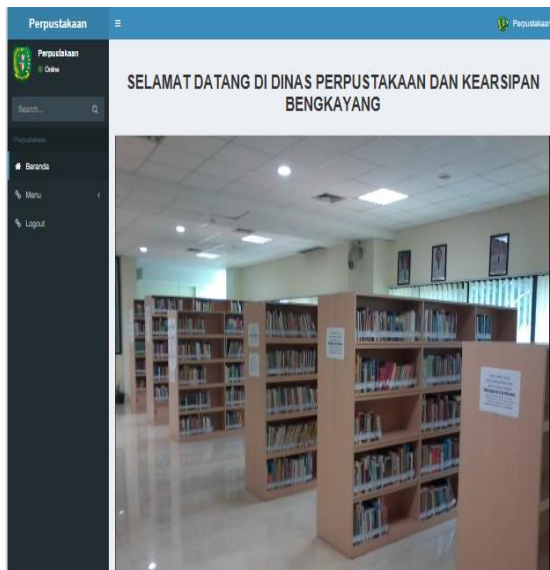 Perpustakaan
Perpustakaan
Perpustakaan
Online
Search...
Perpustakaan
Beranda
Menu
Logout
SELAMAT DATANG DI DINAS PERPUSTAKAAN DAN KEARSIPAN
BENGKAYANG